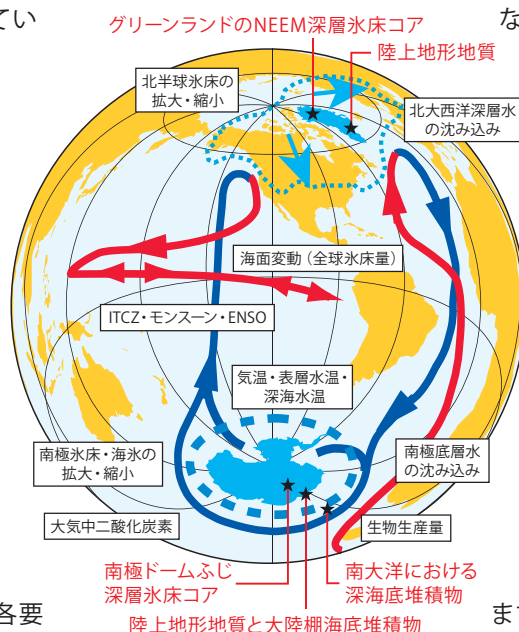 てい
グリーンランドのNEEM深層氷床コア
な
陸上地形地質
北半球氷床の
拡大・縮小
北大西洋深層水
の沈み込み
海面変動（全球氷床量）
ITCZ・モンスーン・ENSO
気温・表層水温・
深海水温
南極氷床・海氷の
拡大・縮小
南極底層水
の沈み込み
大気中二酸化炭素
生物生産量
南極ドームふじ
深層氷床コア
南大洋における
深海底堆積物
各要
陸上地形地質と大陸棚海底堆積物
ます